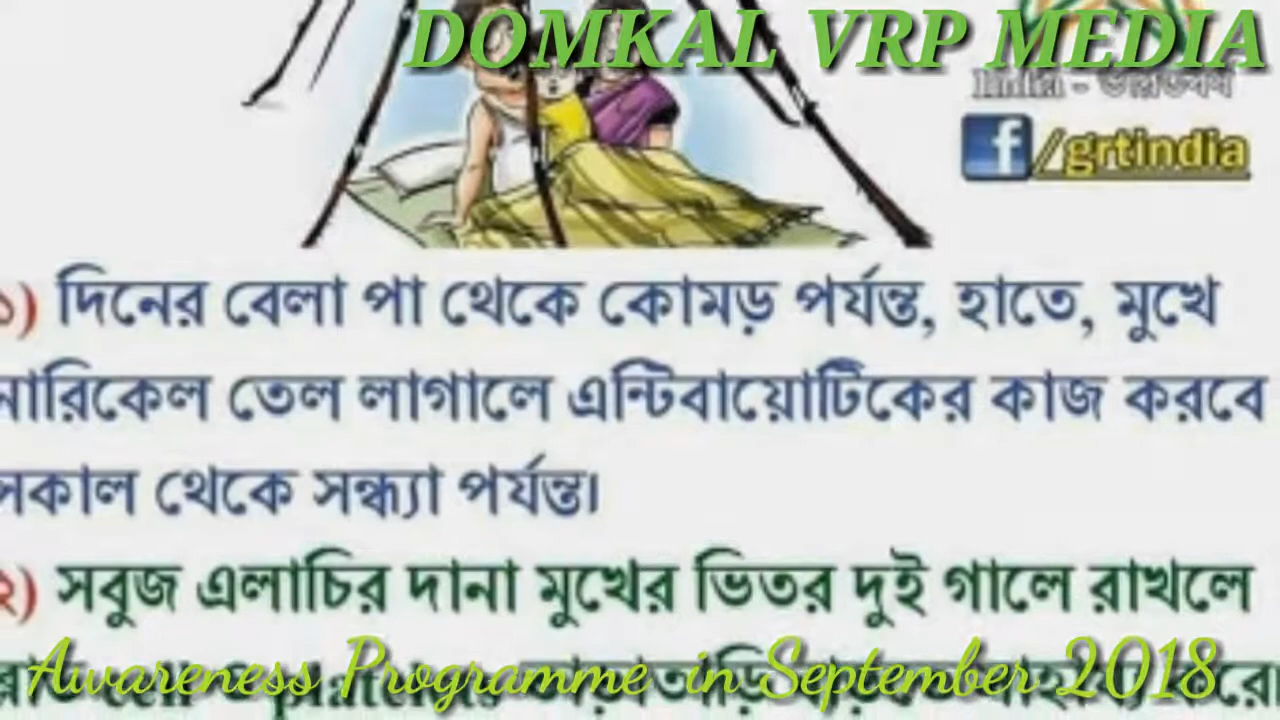 DOMKAL VRP MEDIA
India - ভারতবর্ষ
f/grtindia
১) দিনের বেলা পা থেকে কোমড় পর্যন্ত, হাতে, মুখে
নারিকেল তেল লাগালে এন্টিবায়োটিকের কাজ করবে
সকাল থেকে সন্ধ্যা পর্যন্ত।
২) সবুজ এলাচির দানা মুখের ভিতর দুই গালে রাখলে
Awareness Programme in September 2018